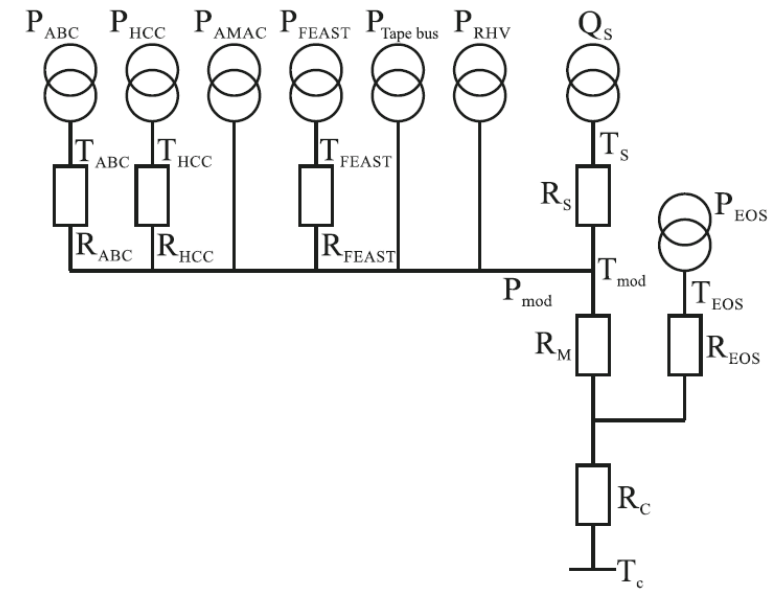 P_ABC P_HCC P_AMAC P_FEAST P_Tape bus P_RHV Q_S
T_ABC T_HCC T_FEAST T_S
R_S
P_EOS
R_ABC R_HCC R_FEAST
P_mod T_mod
T_EOS
R_M R_EOS
R_C
T_c